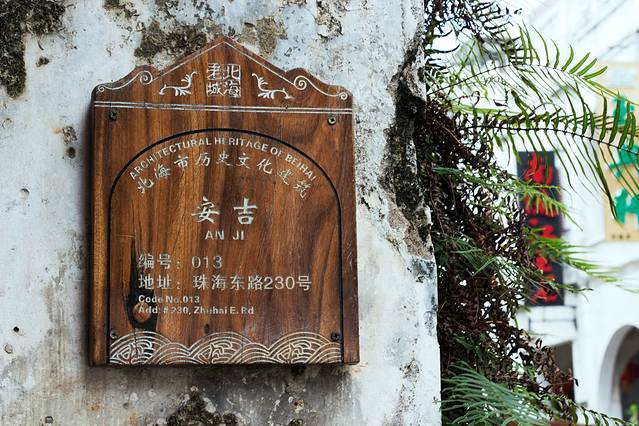 北海
老城
ARCHITECTURAL HERITAGE OF BEIHAI
北海市历史文化建筑
安吉
AN JI
编号：013
地址：珠海东路230号
Code No.013
Add: # 230, Zhuhai E. Rd